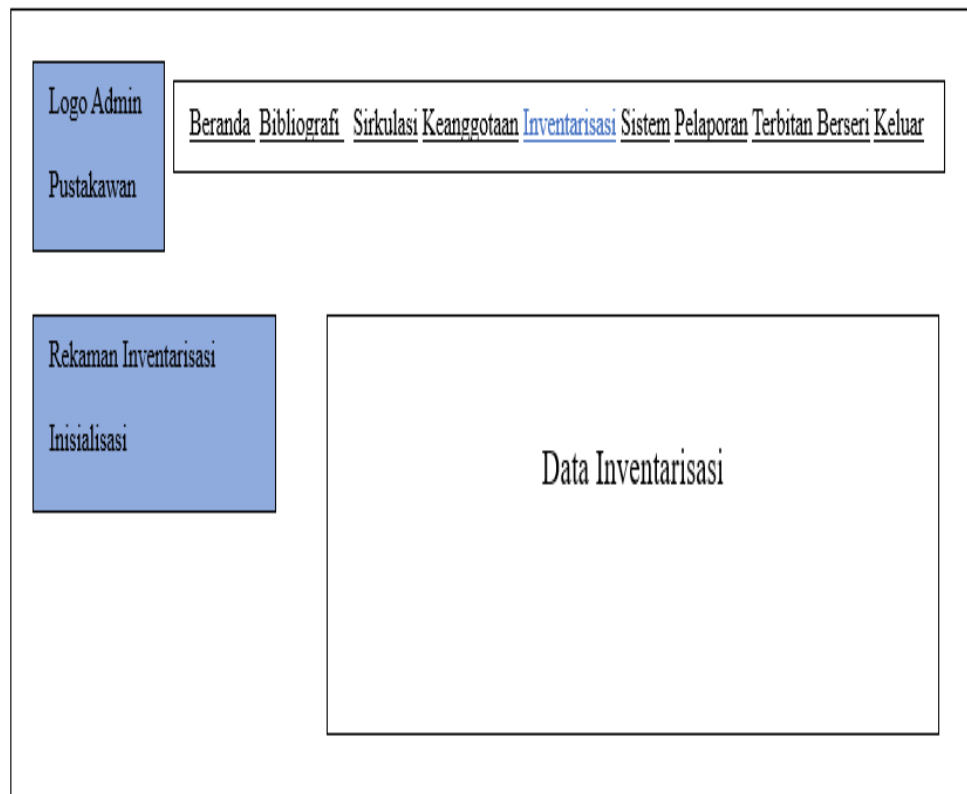 Logo Admin
Pustakawan
Beranda Bibliografi Sirkulasi Keanggotaan Inventarisasi Sistem Pelaporan Terbitan Berseri Keluar
Rekaman Inventarisasi
Inisialisasi
Data Inventarisasi